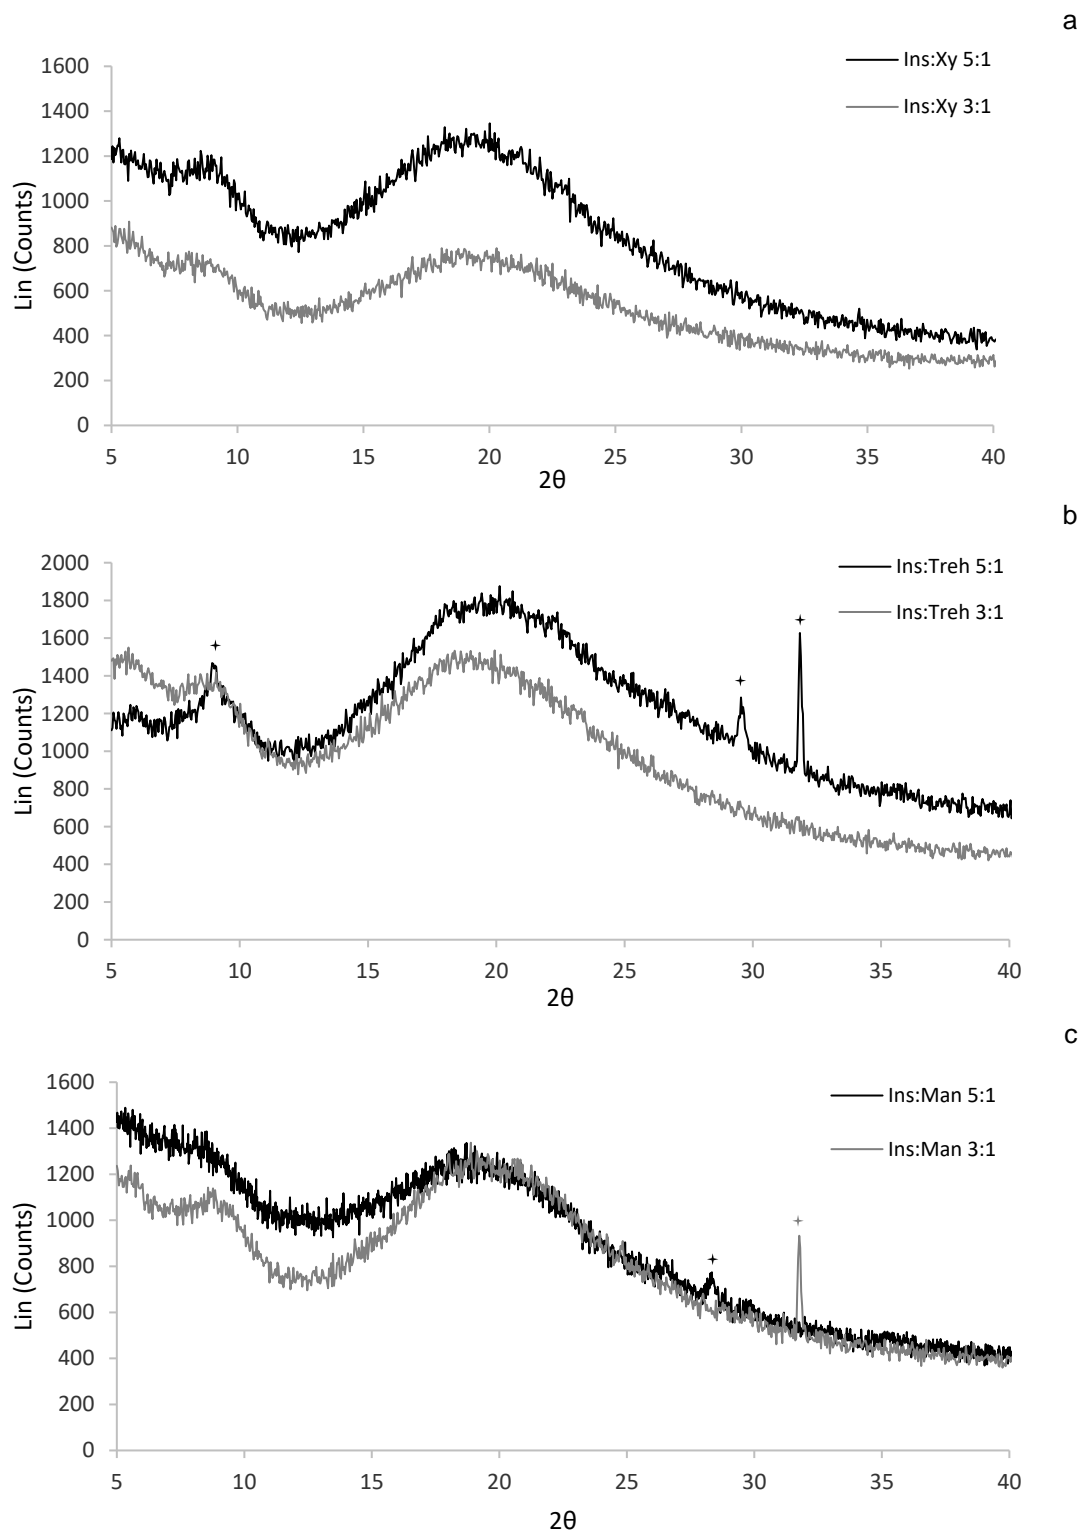 a
1600
1400
1200
1000
800
600
400
200
0
Lin (Counts)
5 10 15 20 25 30 35 40
2θ
Ins:Xy 5:1
Ins:Xy 3:1
b
2000
1800
1600
1400
1200
1000
800
600
400
200
0
Lin (Counts)
5 10 15 20 25 30 35 40
2θ
Ins:Treh 5:1
Ins:Treh 3:1
c
1600
1400
1200
1000
800
600
400
200
0
Lin (Counts)
5 10 15 20 25 30 35 40
2θ
Ins:Man 5:1
Ins:Man 3:1